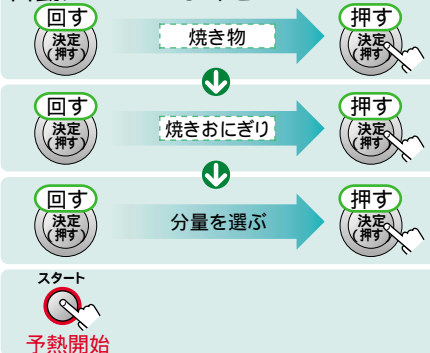 回す 焼き物 押す
決定 決定
(押す) (押す)
回す 焼きおにぎり 押す
決定 決定
(押す) (押す)
回す 分量を選ぶ 押す
決定 決定
(押す) (押す)
スタート
予熱開始